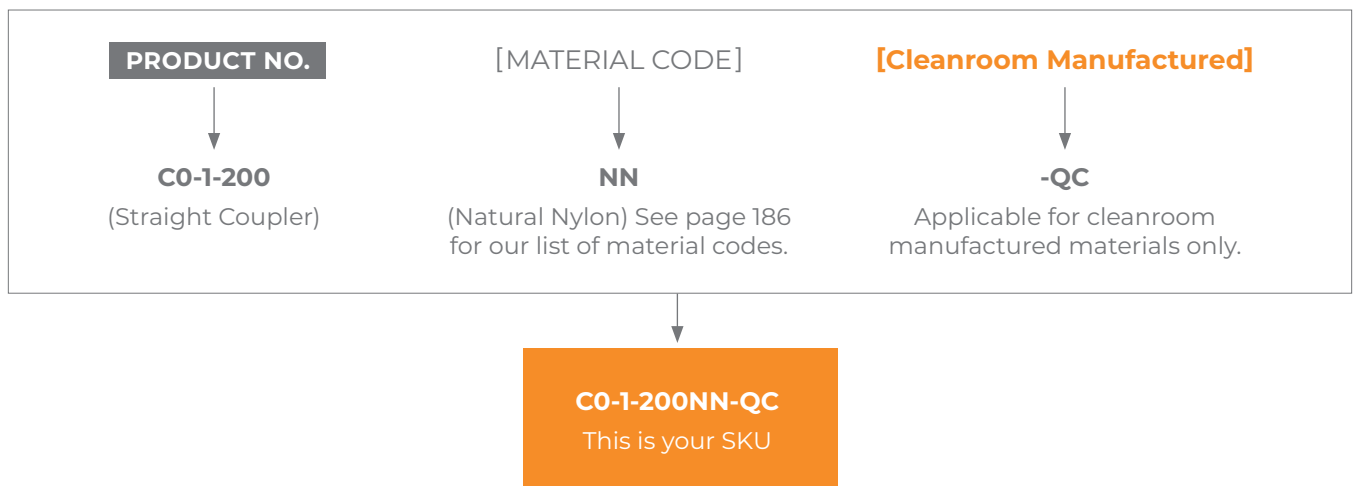 PRODUCT NO.
[MATERIAL CODE]
[Cleanroom Manufactured]
C0-1-200
NN
-QC
(Straight Coupler)
(Natural Nylon) See page 186
for our list of material codes.
Applicable for cleanroom
manufactured materials only.
C0-1-200NN-QC
This is your SKU